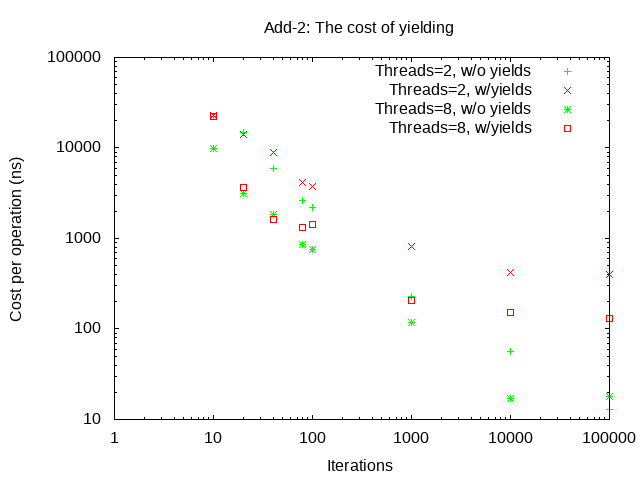 Add-2: The cost of yielding
Cost per operation (ns)
100000
10000
1000
100
10
Threads=2, w/o yields
Threads=2, w/yields
Threads=8, w/o yields
Threads=8, w/yields
1 10 100 1000 10000 100000
Iterations